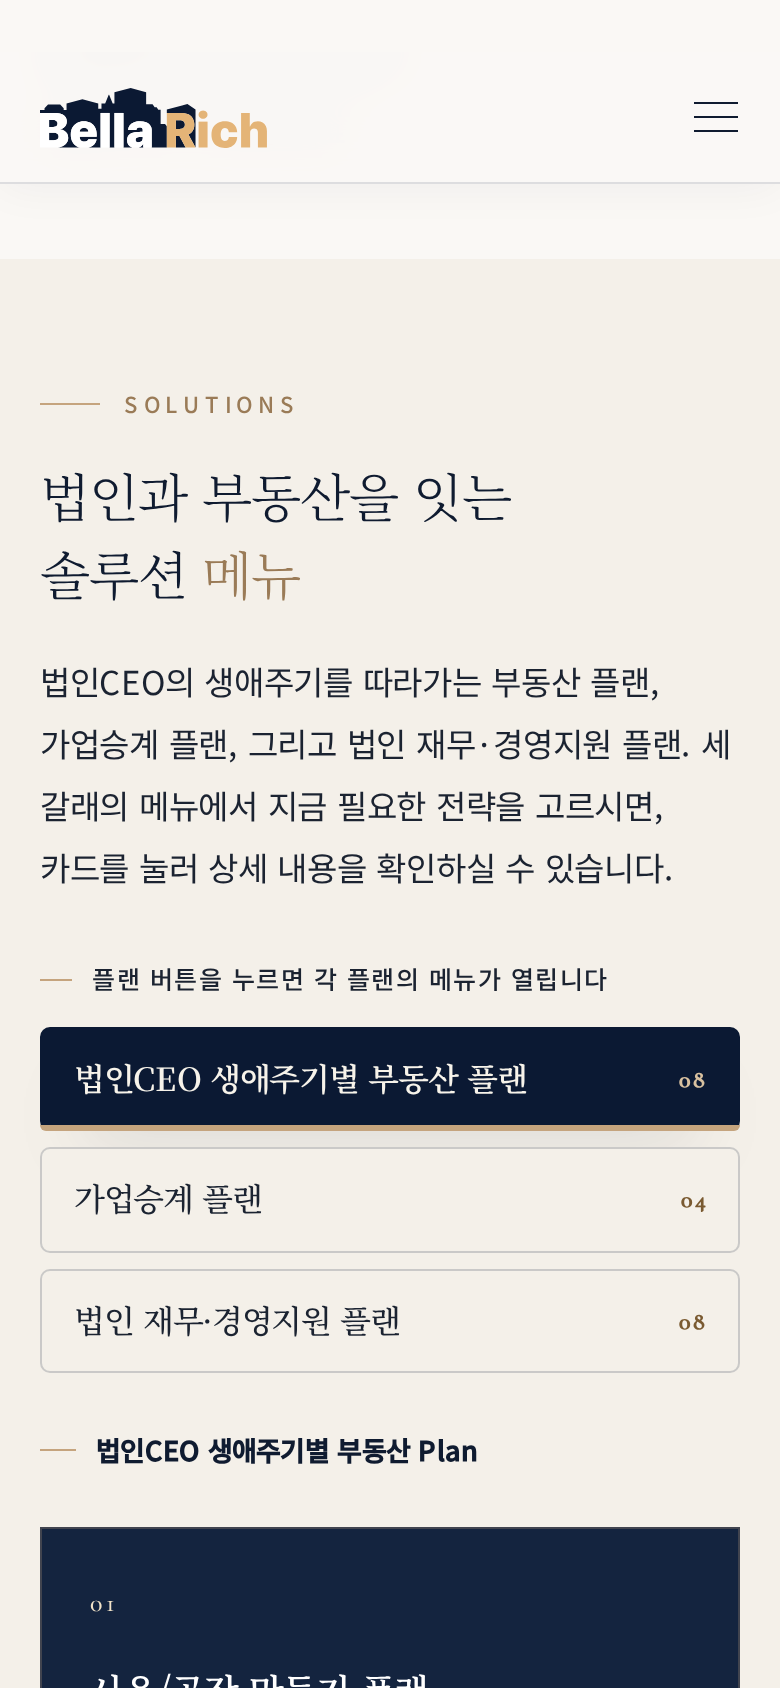 Bella Rich
SOLUTIONS
법인과 부동산을 잇는
솔루션 메뉴
법인CEO의 생애주기를 따라가는 부동산 플랜,
가업승계 플랜, 그리고 법인 재무·경영지원 플랜. 세
갈래의 메뉴에서 지금 필요한 전략을 고르시면,
카드를 눌러 상세 내용을 확인하실 수 있습니다.
플랜 버튼을 누르면 각 플랜의 메뉴가 열립니다
법인CEO 생애주기별 부동산 플랜 08
가업승계 플랜 04
법인 재무·경영지원 플랜 08
법인CEO 생애주기별 부동산 Plan
01